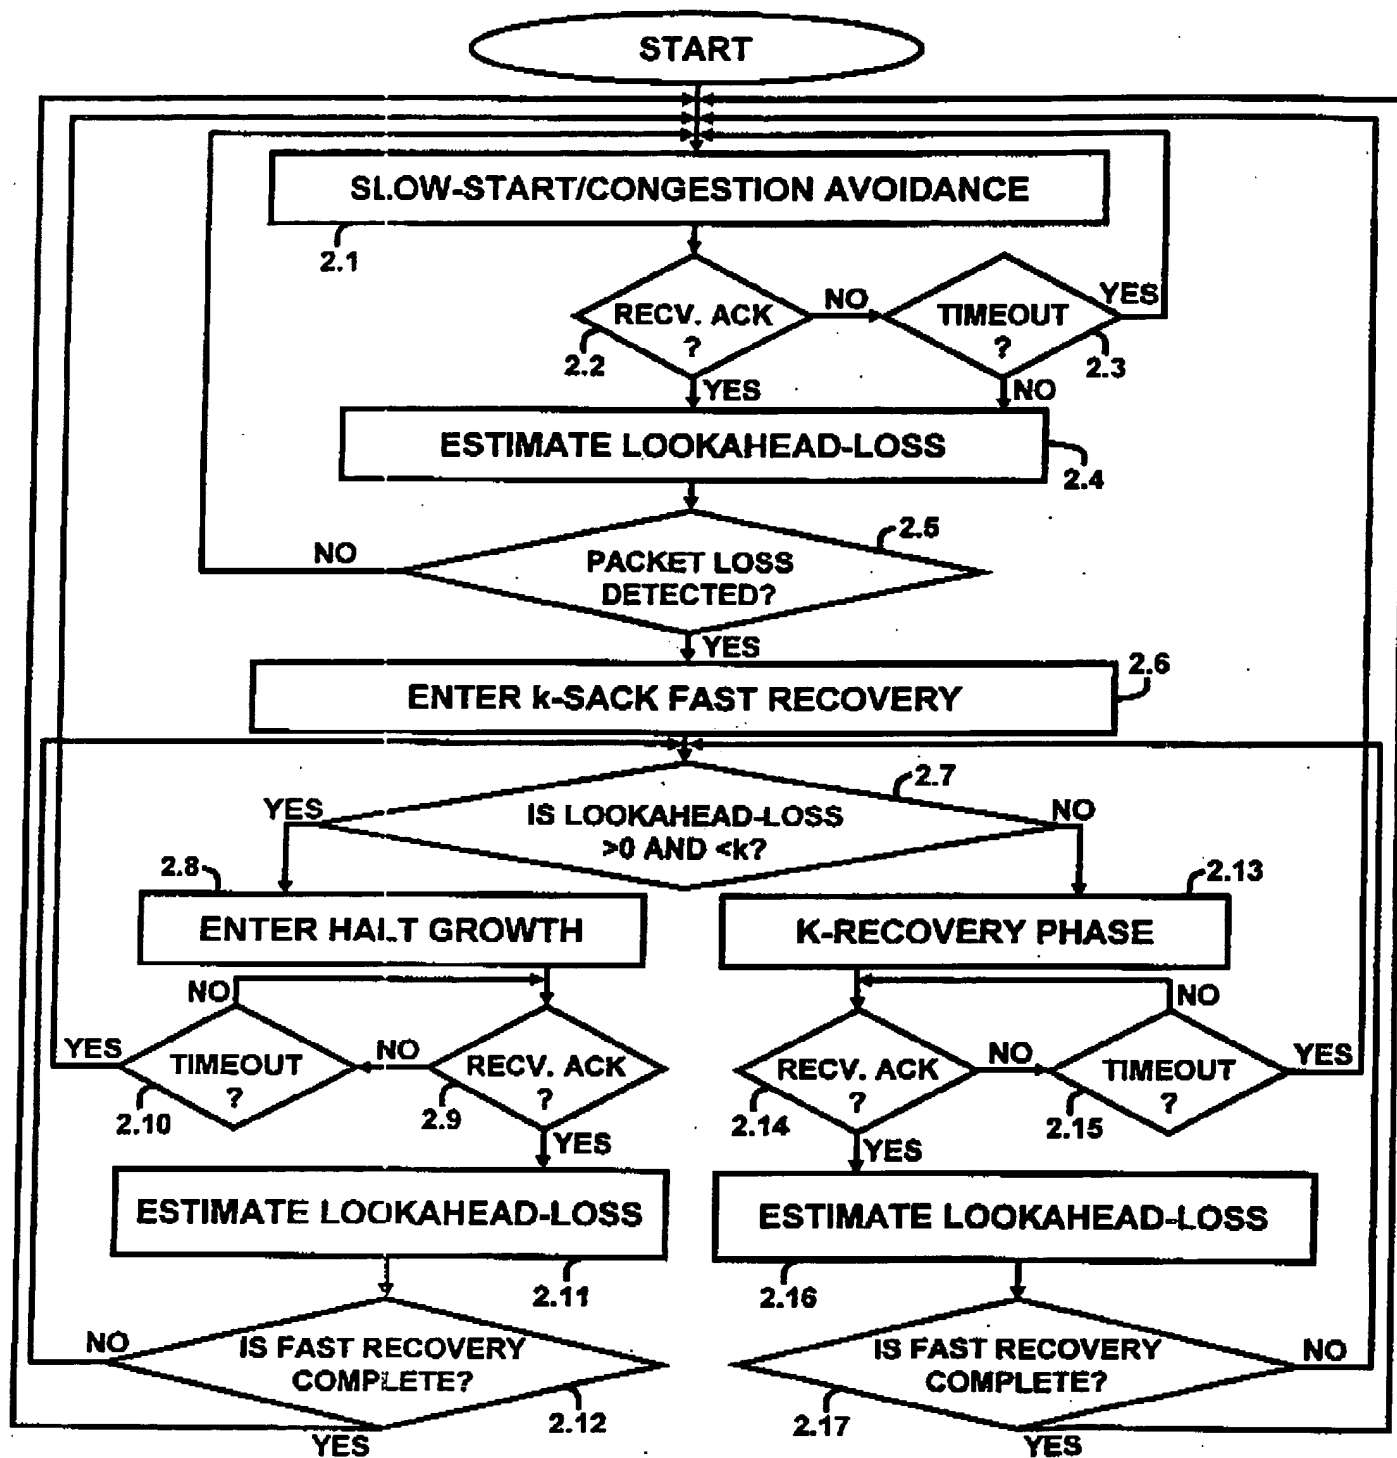 START
SLOW-START/CONGESTION AVOIDANCE
2.1
RECV. ACK
?
2.2
NO
TIMEOUT
?
2.3
YES
YES
NO
ESTIMATE LOOKAHEAD-LOSS
2.4
2.5
NO
PACKET LOSS
DETECTED?
YES
ENTER k-SACK FAST RECOVERY
2.6
2.7
YES
IS LOOKAHEAD-LOSS
>0 AND <k?
NO
2.8
ENTER HALT GROWTH
2.13
K-RECOVERY PHASE
NO
YES
TIMEOUT
?
2.10
NO
RECV. ACK
?
2.9
YES
RECV. ACK
?
2.14
NO
TIMEOUT
?
2.15
NO
YES
YES
ESTIMATE LOOKAHEAD-LOSS
2.11
ESTIMATE LOOKAHEAD-LOSS
2.16
NO
IS FAST RECOVERY
COMPLETE?
2.12
YES
IS FAST RECOVERY
COMPLETE?
2.17
NO
YES